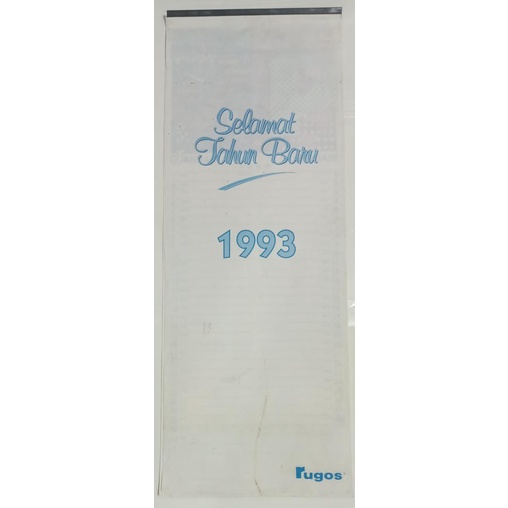 Selamat
Tahun Baru
1993
rugos